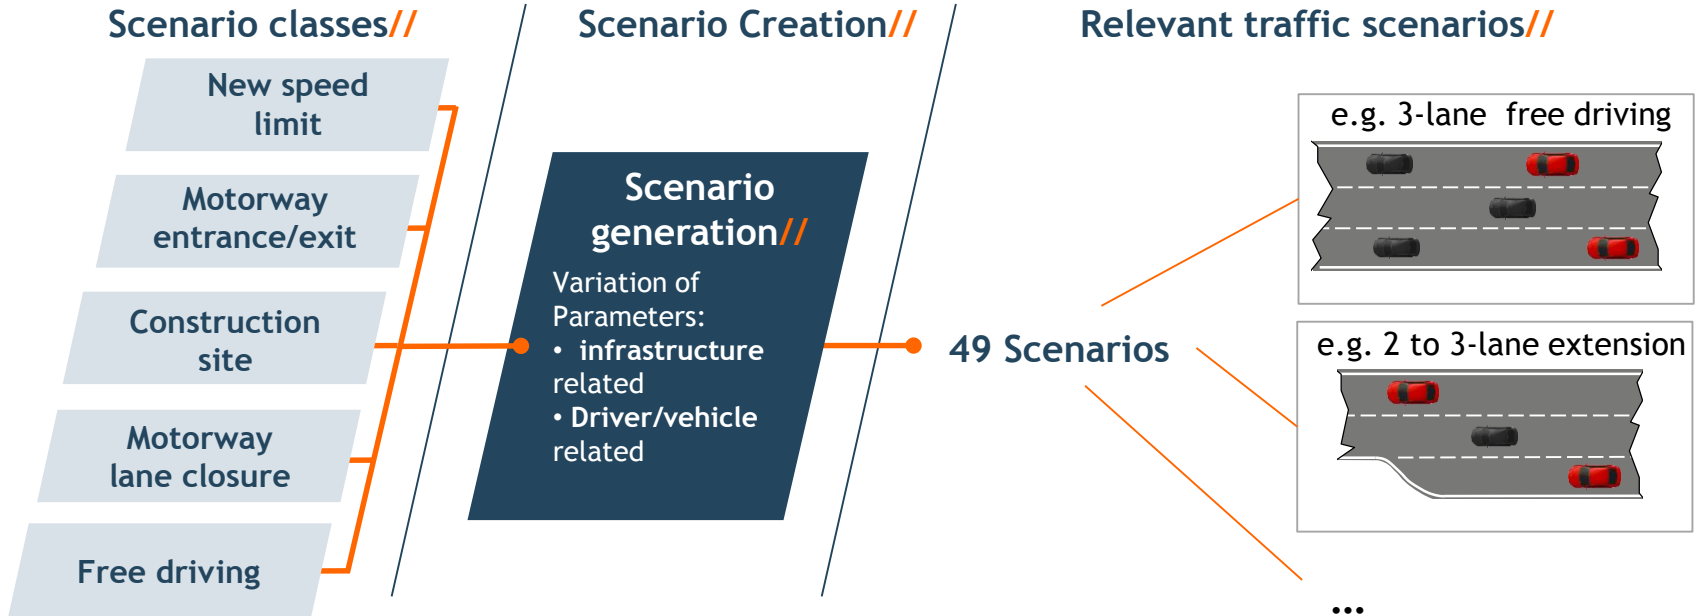 Scenario classes//
New speed
limit
Motorway
entrance/exit
Construction
site
Motorway
lane closure
Free driving
Scenario Creation//
Scenario
generation//
Variation of
Parameters:
• infrastructure
related
• Driver/vehicle
related
Relevant traffic scenarios//
49 Scenarios
e.g. 3-lane free driving
e.g. 2 to 3-lane extension
...